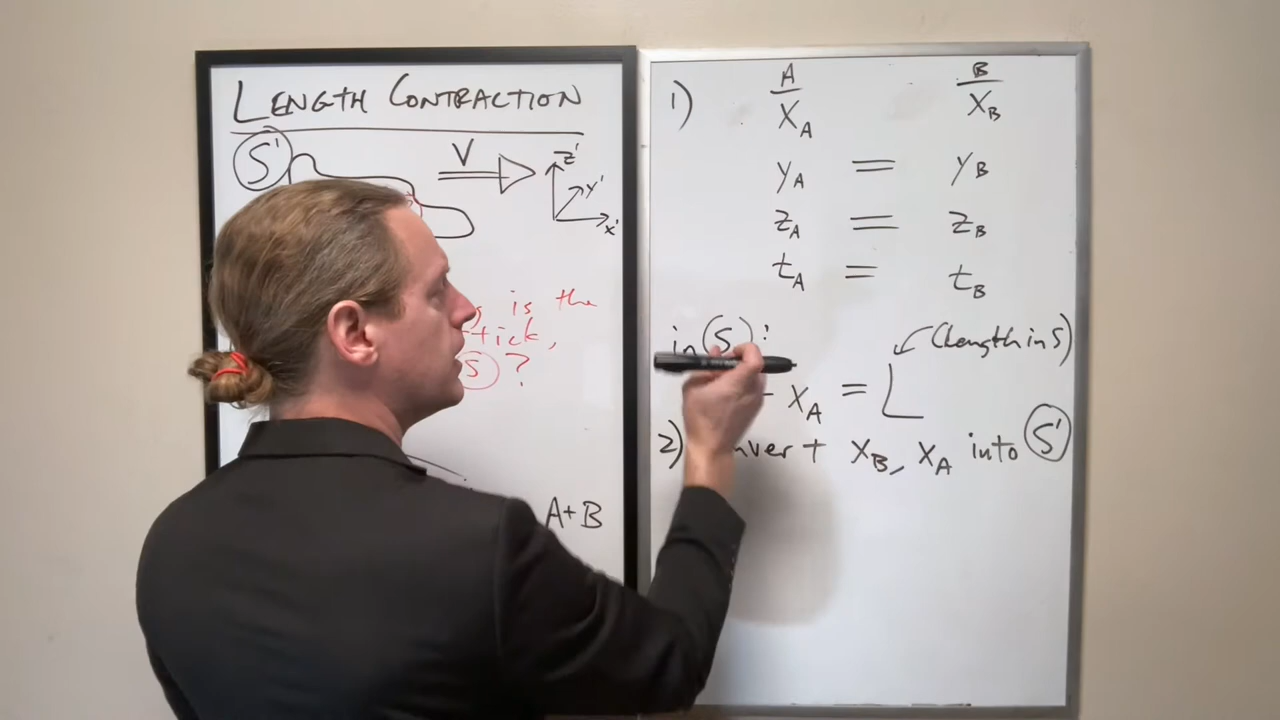 LENGTH CONTRACTION
S'
V
z'
y'
x'
is the
tick,
S ?
A+B
1) A B
X_A X_B
y_A = y_B
z_A = z_B
t_A = t_B
in S :
(Length in S)
- X_A = L
2) X_B, X_A into S'